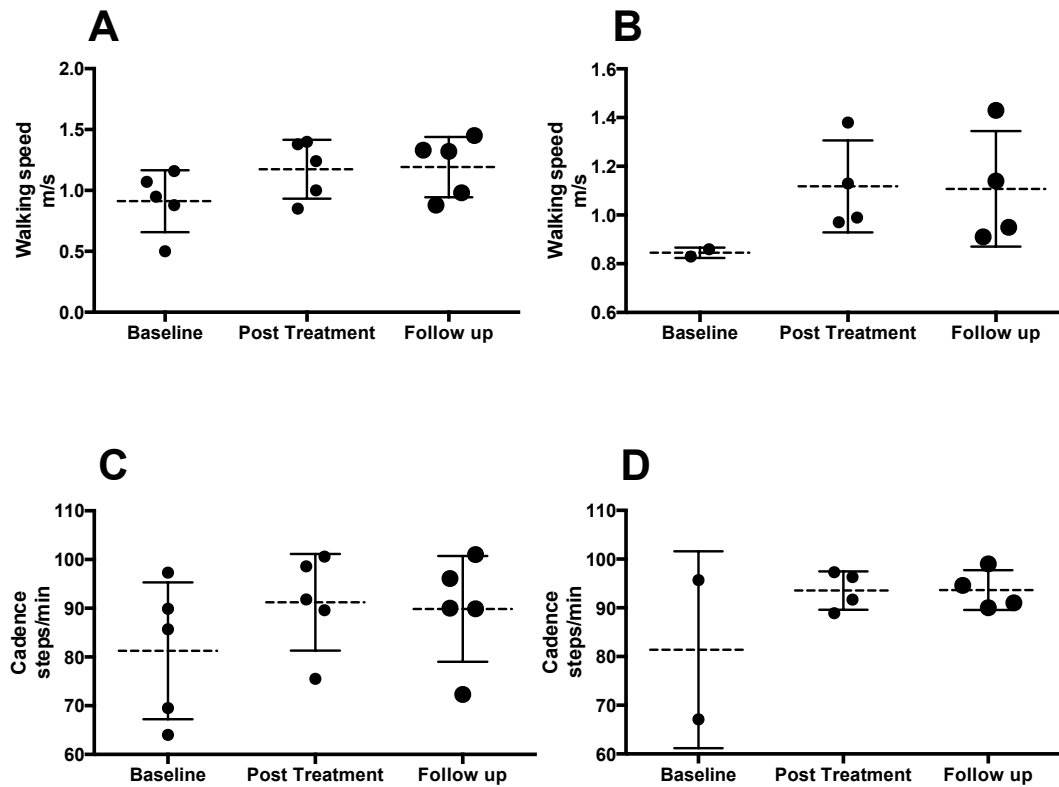 A
Walking speed
m/s
2.0
1.5
1.0
0.5
0.0
Baseline
Post Treatment
Follow up
B
Walking speed
m/s
1.6
1.4
1.2
1.0
0.8
0.6
Baseline
Post Treatment
Follow up
C
Cadence
steps/min
110
100
90
80
70
60
Baseline
Post Treatment
Follow up
D
Cadence
steps/min
110
100
90
80
70
60
Baseline
Post Treatment
Follow up